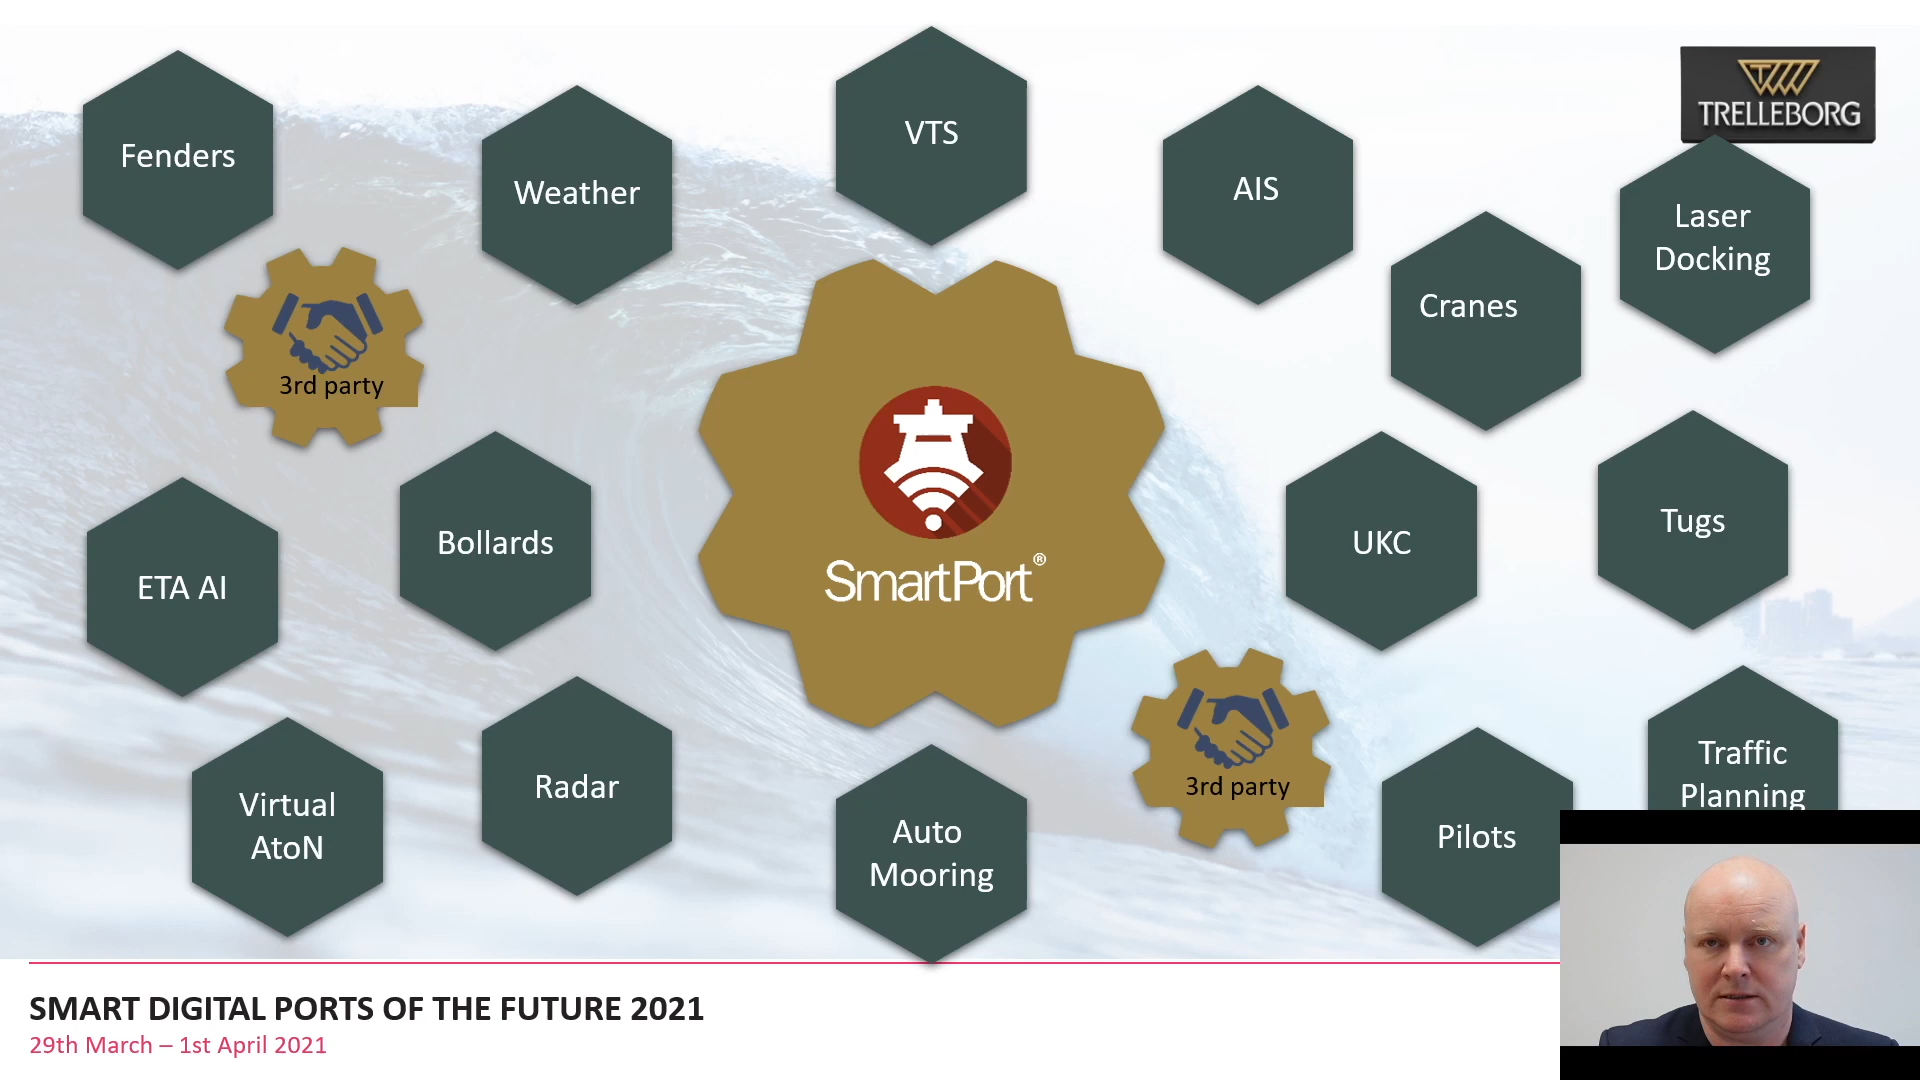 Fenders
Weather
VTS
AIS
TRELLEBORG
Laser
Docking
Cranes
3rd party
SmartPort®
ETA AI
Bollards
UKC
Tugs
Virtual
AtoN
Radar
Auto
Mooring
3rd party
Pilots
Traffic
Planning
SMART DIGITAL PORTS OF THE FUTURE 2021
29th March – 1st April 2021